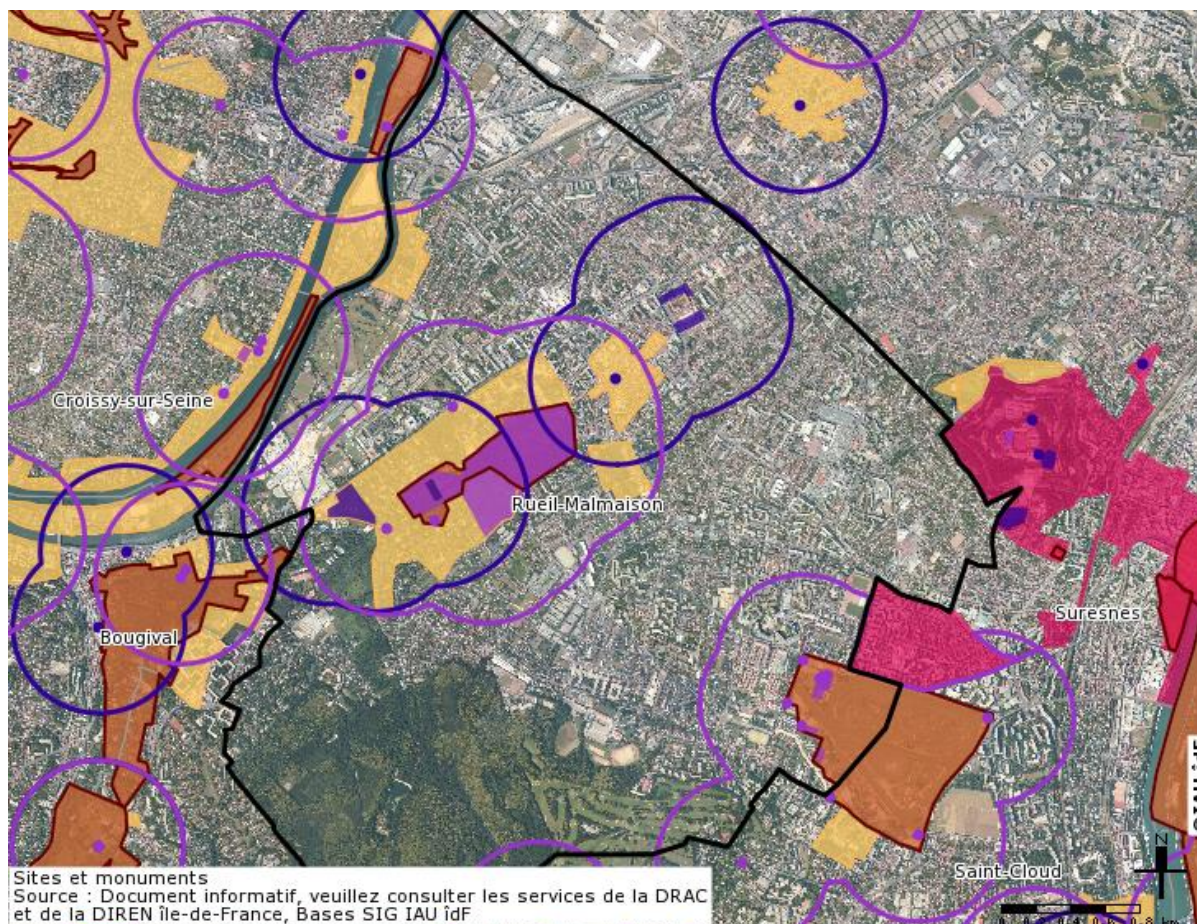 Croissy-sur-Seine
Rueil-Malmaison
Suresnes
Bougival
Saint-Cloud
N
Sites et monuments
Source : Document informatif, veuillez consulter les services de la DRAC
et de la DIREN île-de-France, Bases SIG IAU îdF